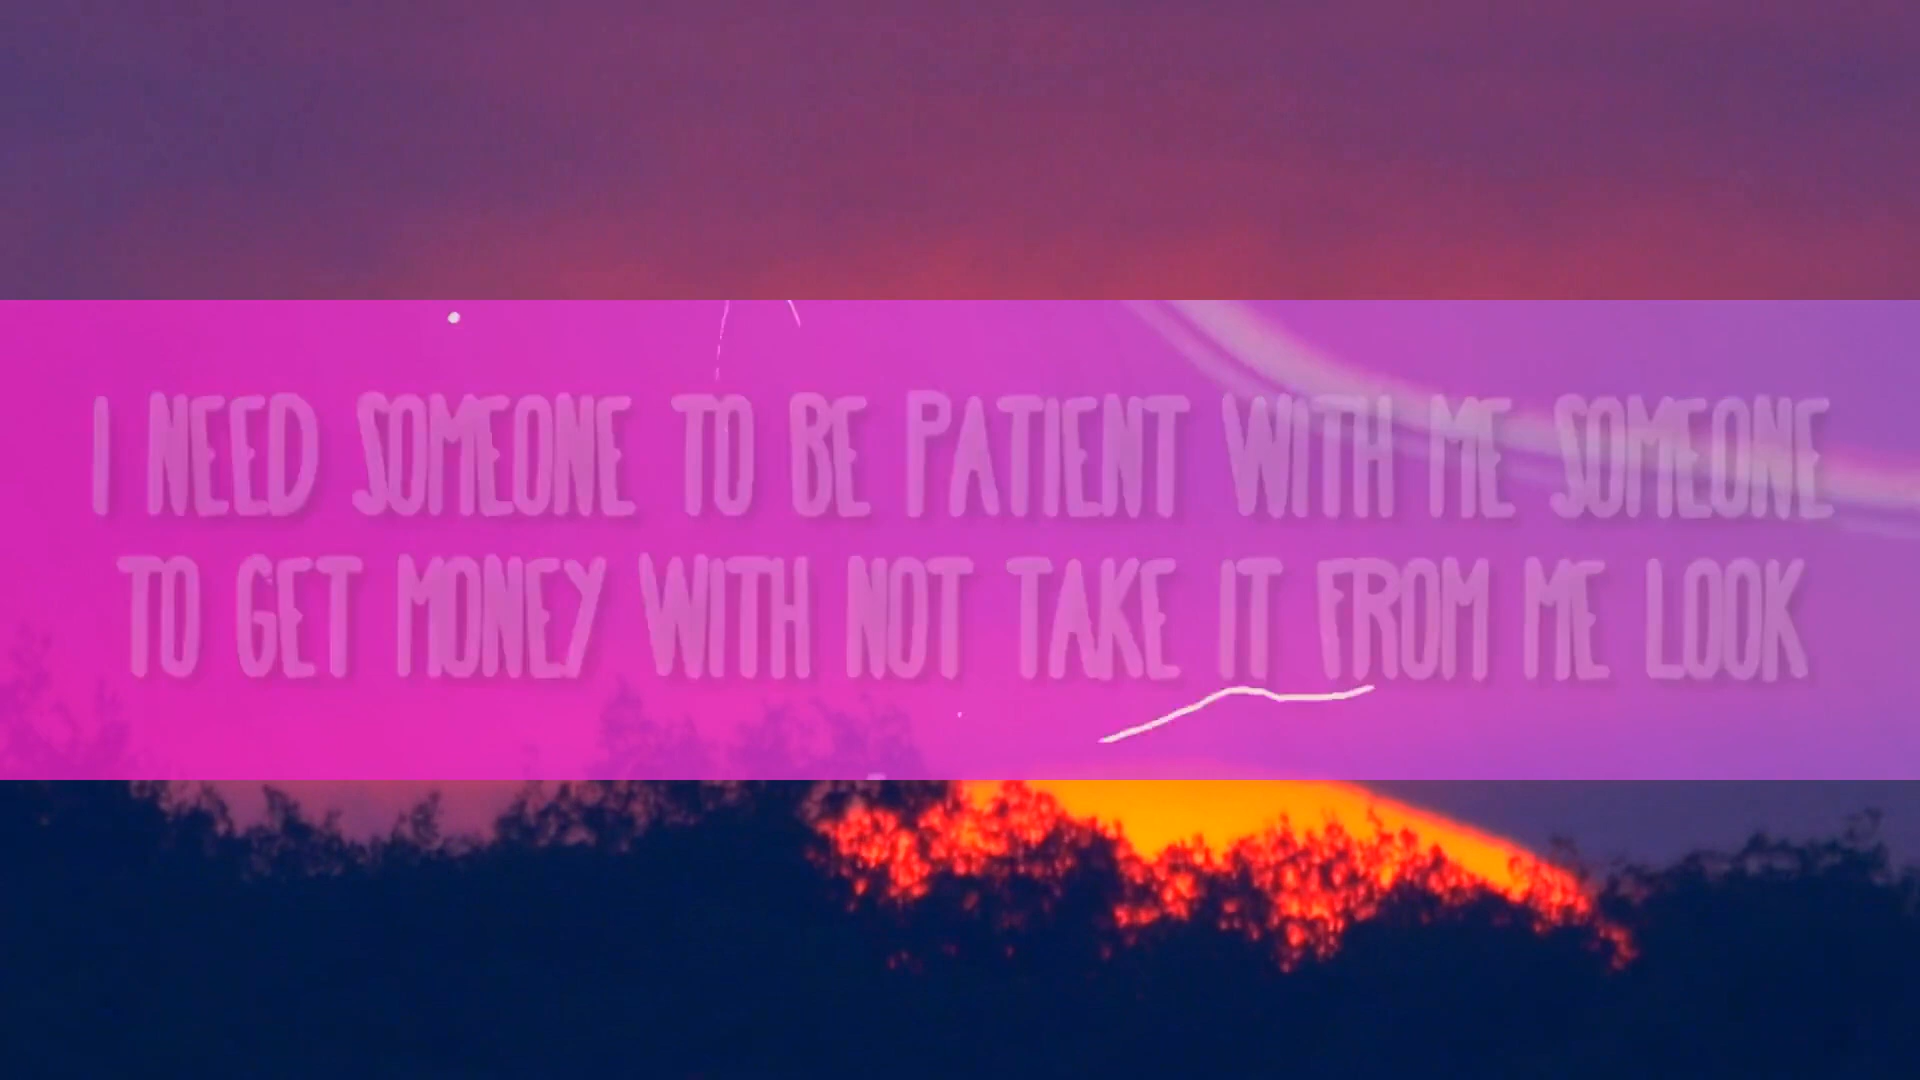 I NEED SOMEONE TO BE PATIENT WITH ME SOMEONE
TO GET MONEY WITH NOT TAKE IT FROM ME LOOK